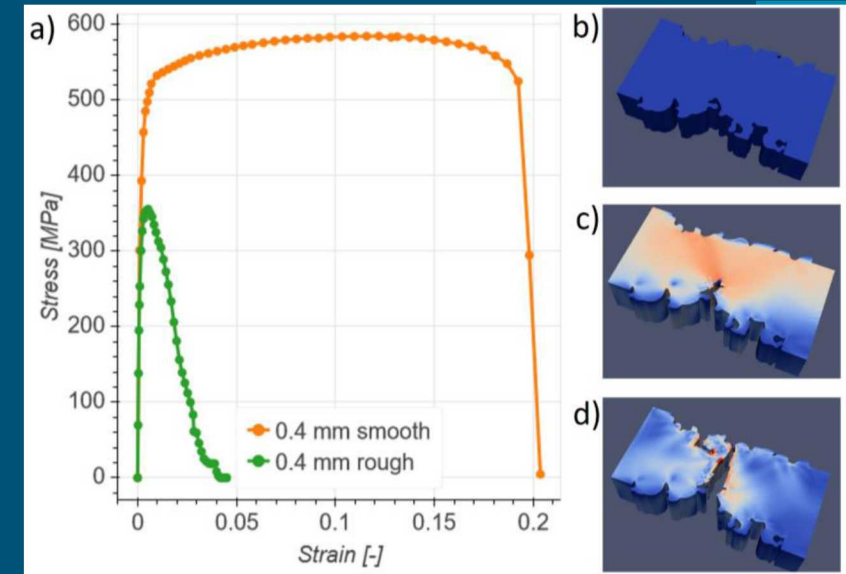 a)
600
500
400
300
200
100
0
Stress [MPa]
0.4 mm smooth
0.4 mm rough
0
0.05
0.1
0.15
0.2
Strain [-]
b)
c)
d)